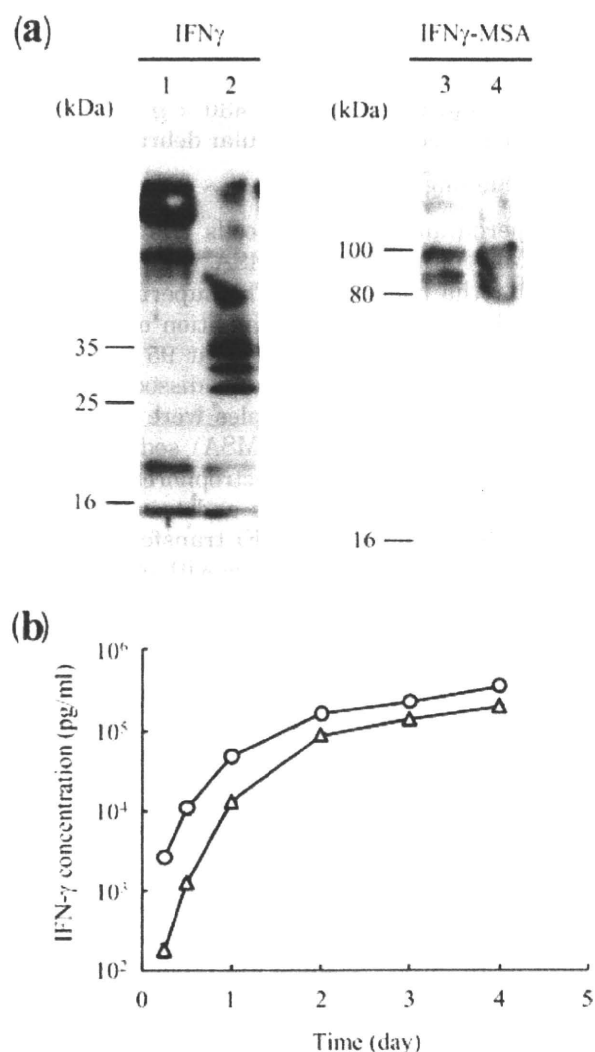 (a)
IFNγ
IFNγ-MSA
1 2
3 4
(kDa)
(kDa)
100
80
35
25
16
16
(b)
IFN-γ concentration (pg/ml)
10⁶
10⁵
10⁴
10³
10²
0 1 2 3 4 5
Time (day)